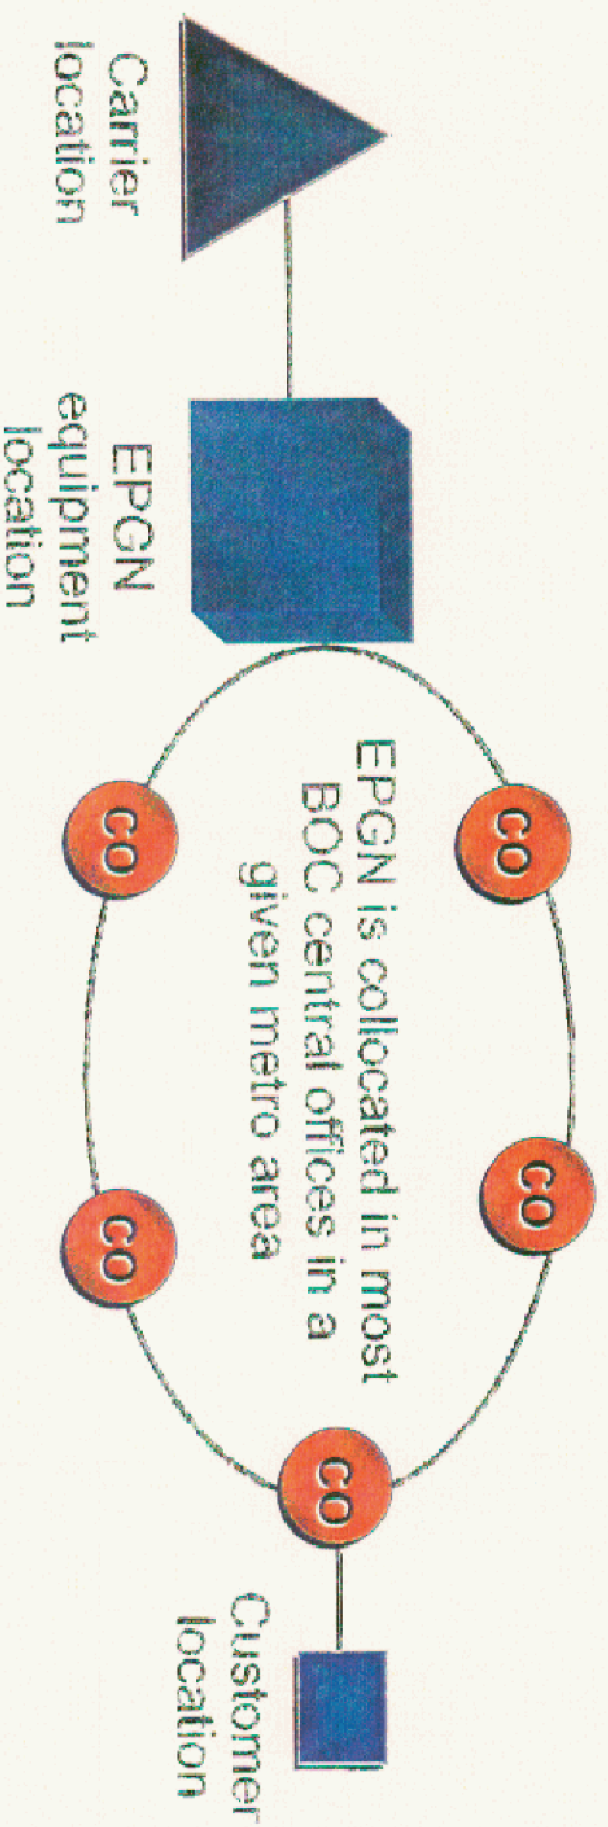 Carrier
location
EPGN
equipment
location
CO
CO
EPGN is collocated in most
BOC central offices in a
given metro area
CO
CO
CO
Customer
location